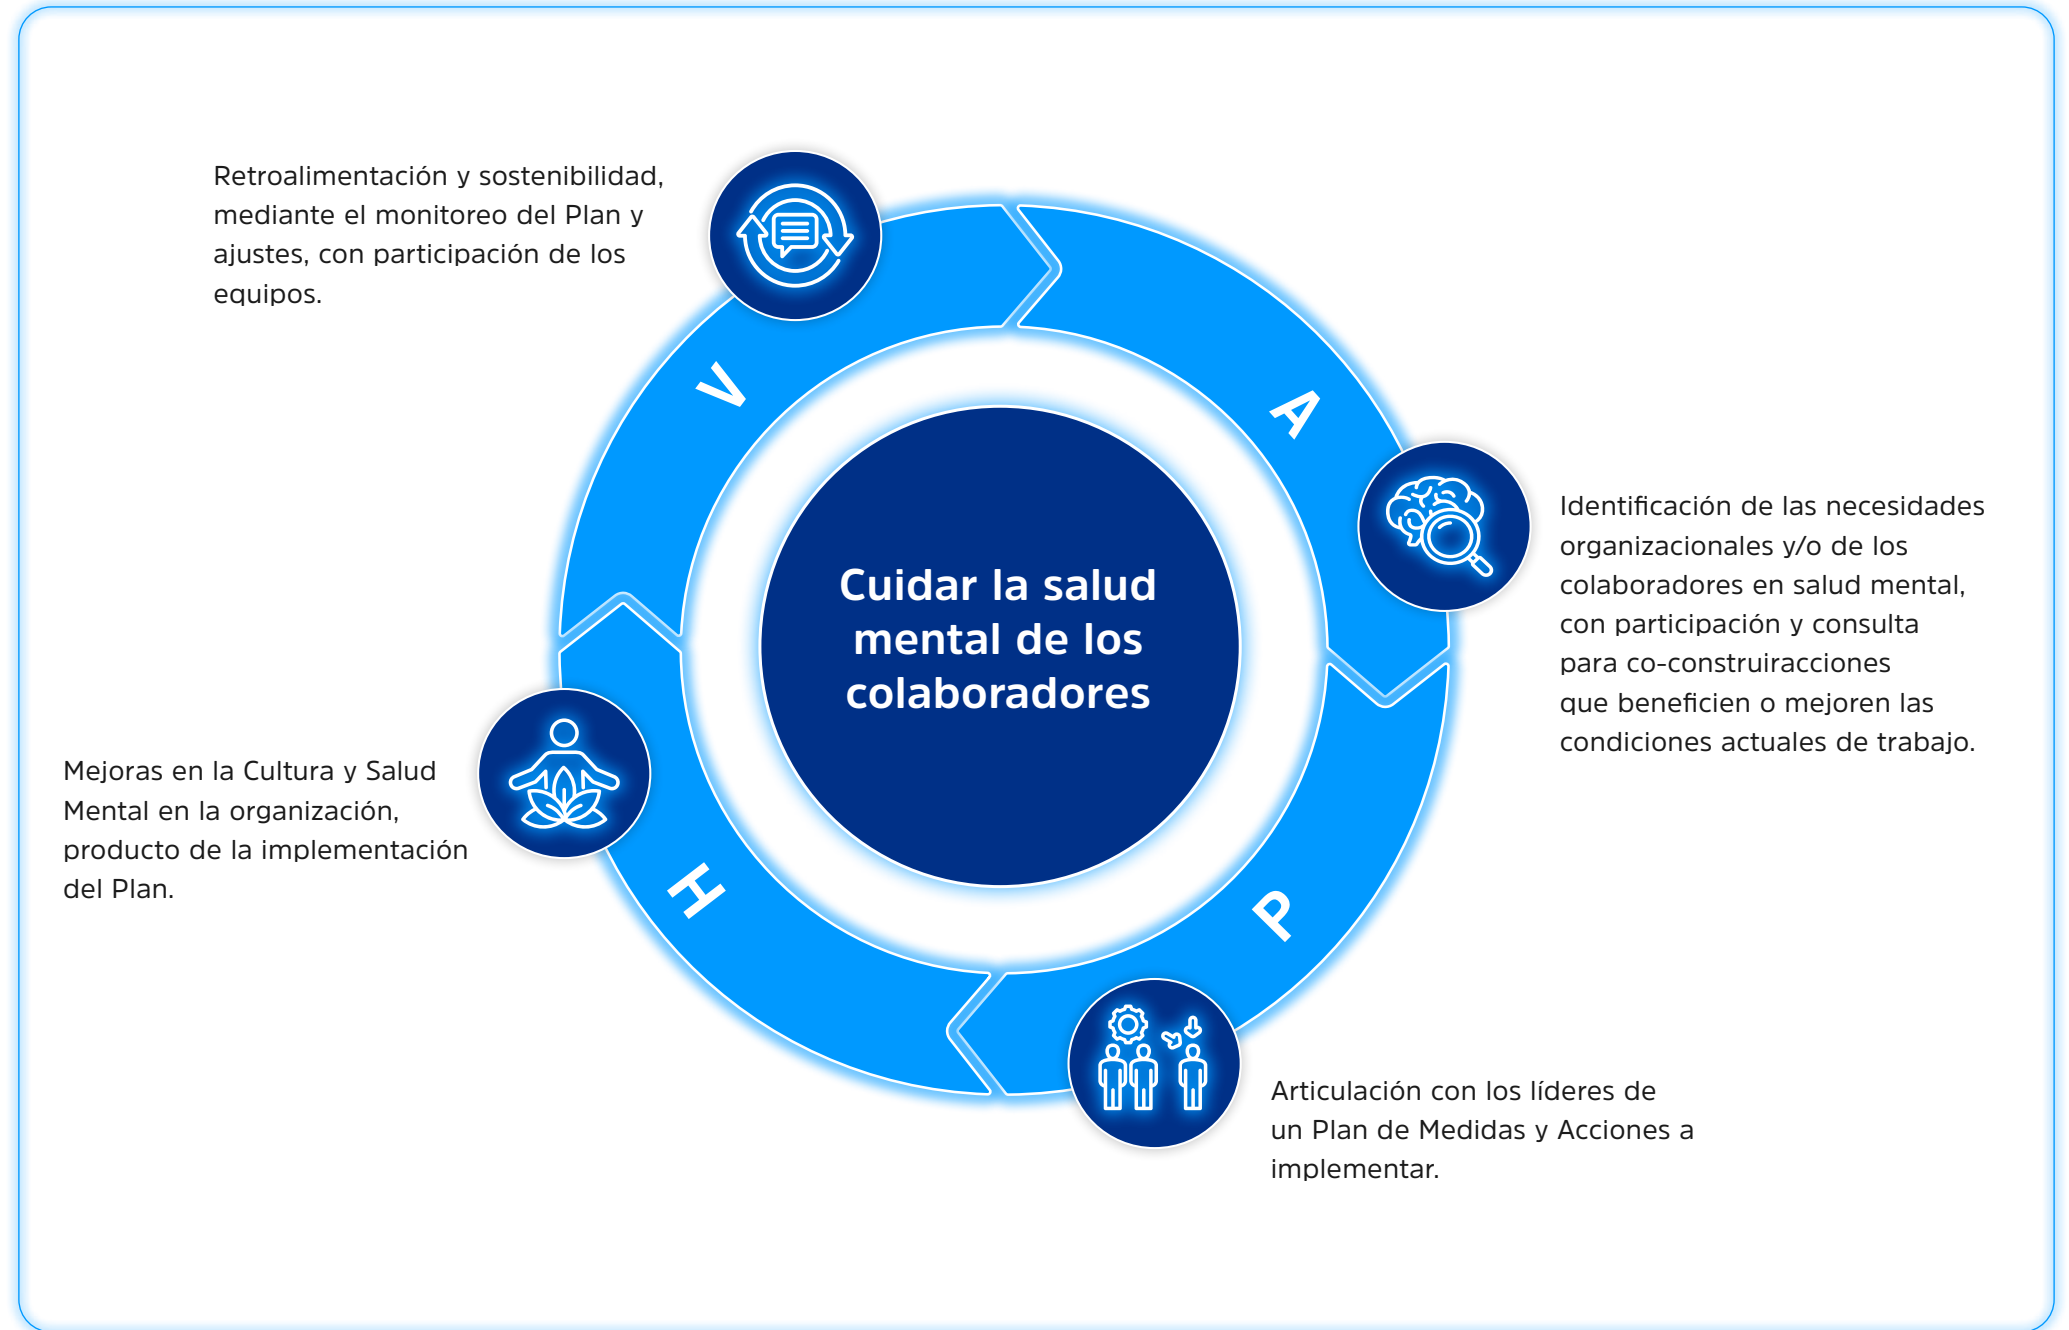 Retroalimentación y sostenibilidad,
mediante el monitoreo del Plan y
ajustes, con participación de los
equipos.
V
A
Identificación de las necesidades
organizacionales y/o de los
colaboradores en salud mental,
con participación y consulta
para co-construiracciones
que beneficien o mejoren las
condiciones actuales de trabajo.
Cuidar la salud
mental de los
colaboradores
Mejoras en la Cultura y Salud
Mental en la organización,
producto de la implementación
del Plan.
H
P
Articulación con los líderes de
un Plan de Medidas y Acciones a
implementar.